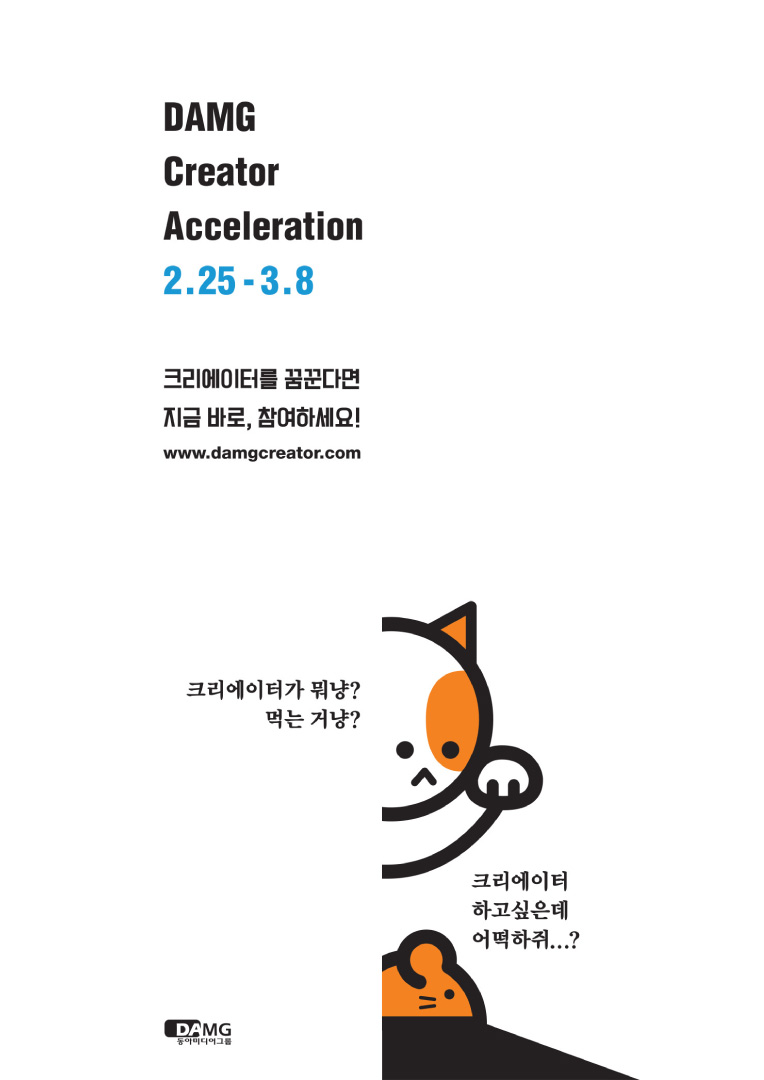 DAMG
Creator
Acceleration
2.25-3.8
크리에이터를 꿈꾼다면
지금 바로, 참여하세요!
www.damgcreator.com
크리에이터가 뭐냥?
먹는 거냥?
크리에이터
하고싶은데
어떡하쥐...?
DAMG
동아미디어그룹